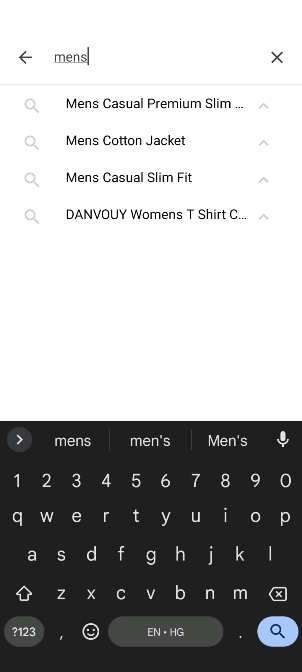 mens
Mens Casual Premium Slim ...
Mens Cotton Jacket
Mens Casual Slim Fit
DANVOUY Womens T Shirt C...
mens men's Men's
1 2 3 4 5 6 7 8 9 0
q w e r t y u i o p
a s d f g h j k l
z x c v b n m
?123 , EN • HG .